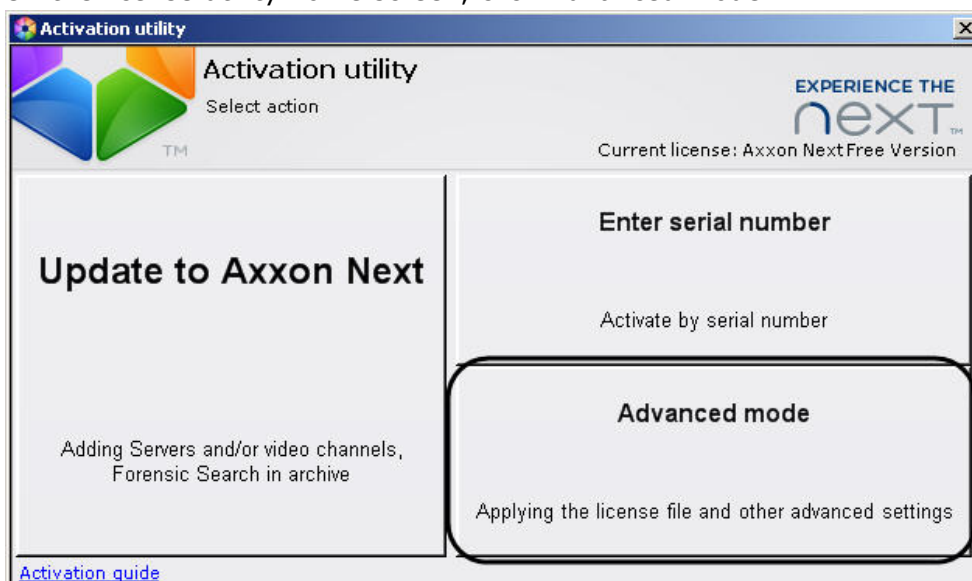 Activation utility
Activation utility
Select action
TM
EXPERIENCE THE
next
TM
Current license: Axxon Next Free Version
Update to Axxon Next
Adding Servers and/or video channels,
Forensic Search in archive
Enter serial number
Activate by serial number
Advanced mode
Applying the license file and other advanced settings
Activation guide